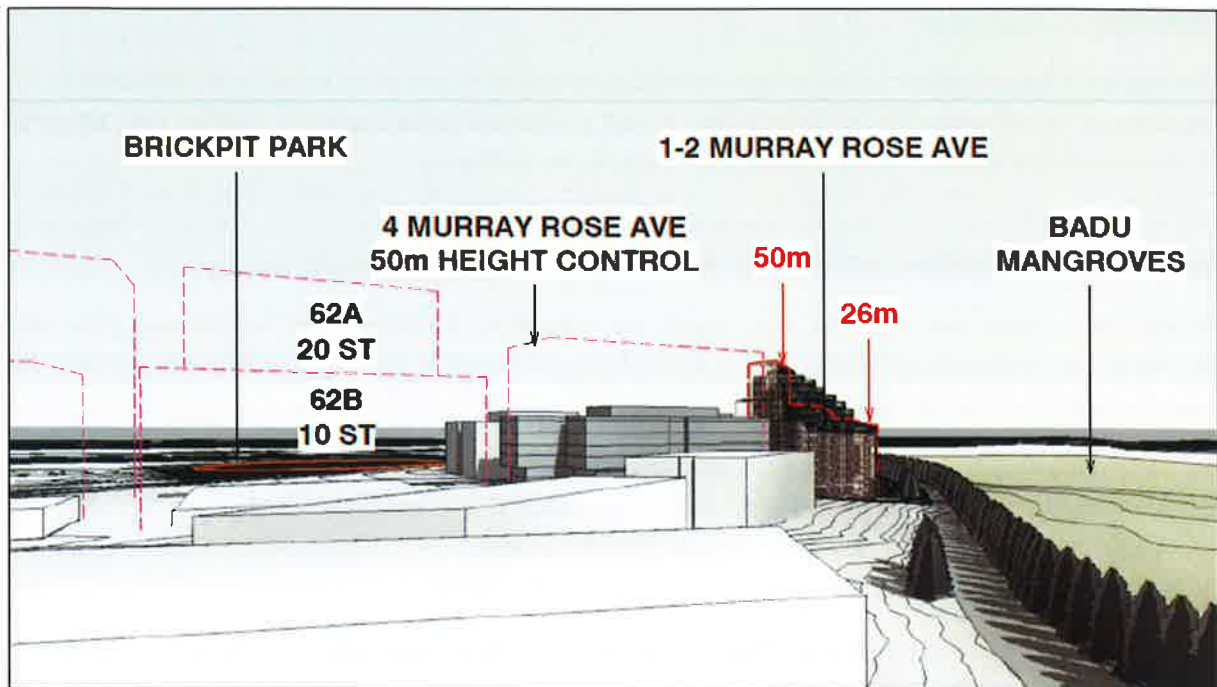 BRICKPIT PARK
1-2 MURRAY ROSE AVE
4 MURRAY ROSE AVE
50m HEIGHT CONTROL
50m
BADU
MANGROVES
26m
62A
20 ST
62B
10 ST